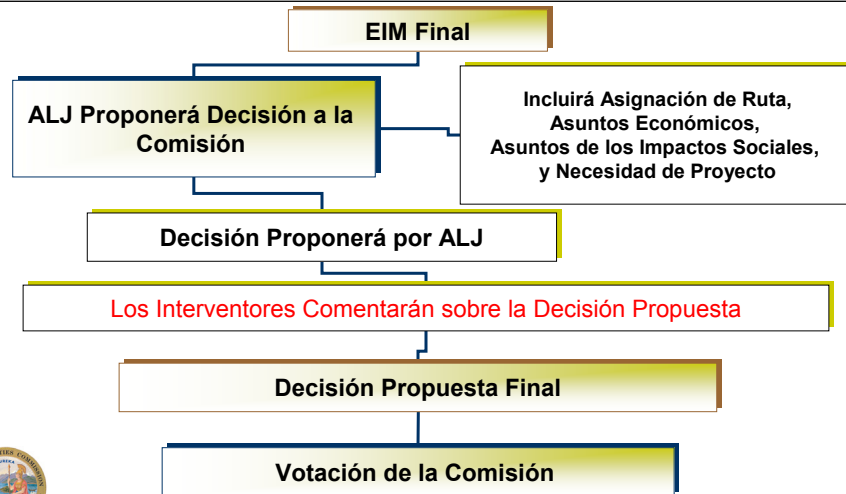 EIM Final
ALJ Proponerá Decisión a la
Comisión
Incluirá Asignación de Ruta,
Asuntos Económicos,
Asuntos de los Impactos Sociales,
y Necesidad de Proyecto
Decisión Proponerá por ALJ
Los Interventores Comentarán sobre la Decisión Propuesta
Decisión Propuesta Final
Votación de la Comisión